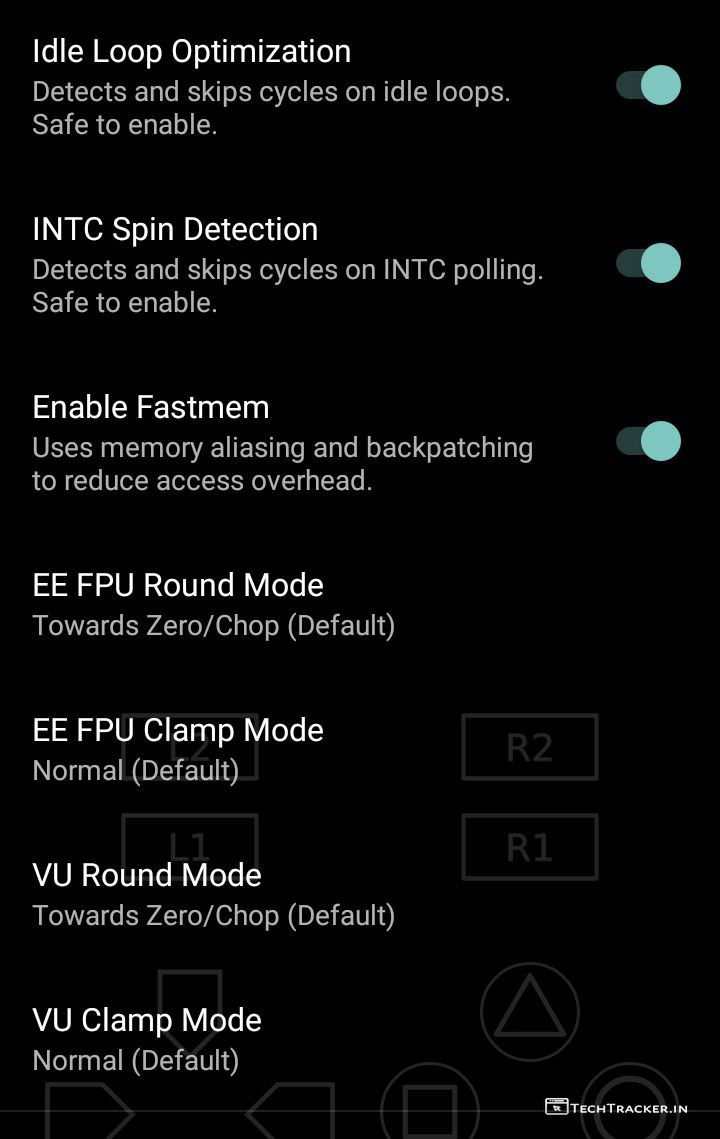 Idle Loop Optimization
Detects and skips cycles on idle loops.
Safe to enable.
INTC Spin Detection
Detects and skips cycles on INTC polling.
Safe to enable.
Enable Fastmem
Uses memory aliasing and backpatching
to reduce access overhead.
EE FPU Round Mode
Towards Zero/Chop (Default)
EE FPU Clamp Mode
L2
R2
Normal (Default)
L1
R1
VU Round Mode
Towards Zero/Chop (Default)
VU Clamp Mode
Normal (Default)
TECHTRACKER.IN